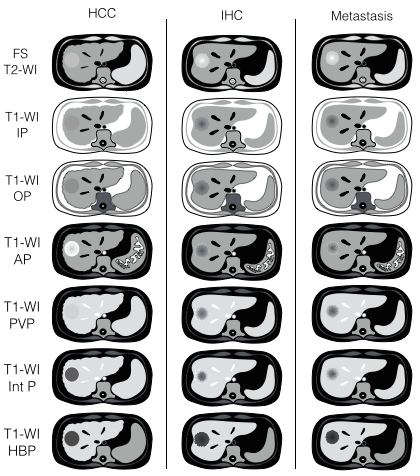 HCC IHC Metastasis
FS
T2-WI
T1-WI
IP
T1-WI
OP
T1-WI
AP
T1-WI
PVP
T1-WI
Int P
T1-WI
HBP